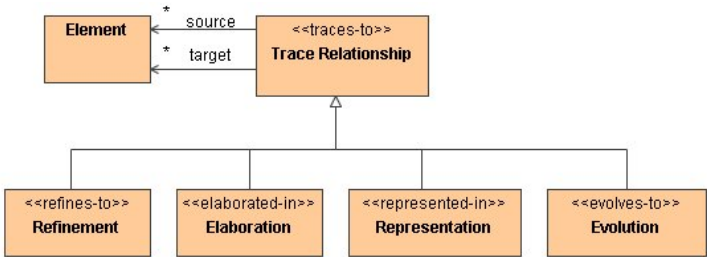 Element
* source
* target
<<traces-to>>
Trace Relationship
<<refines-to>>
Refinement
<<elaborated-in>>
Elaboration
<<represented-in>>
Representation
<<evolves-to>>
Evolution